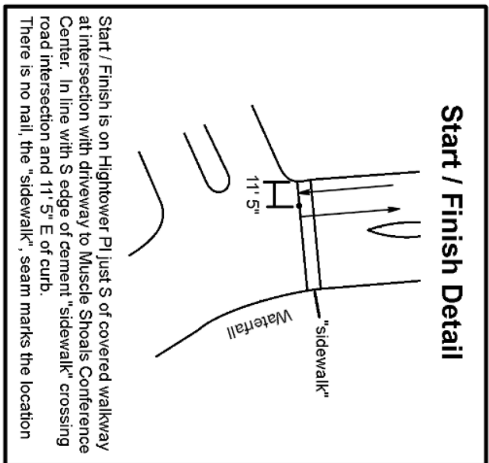 Start / Finish Detail
11' 5"
"sidewalk"
Waterfall
Start / Finish is on Hightower Pl just S of covered walkway
at intersection with driveway to Muscle Shoals Conference
Center. In line with S edge of cement "sidewalk" crossing
road intersection and 11' 5" E of curb.
There is no nail, the "sidewalk", seam marks the location